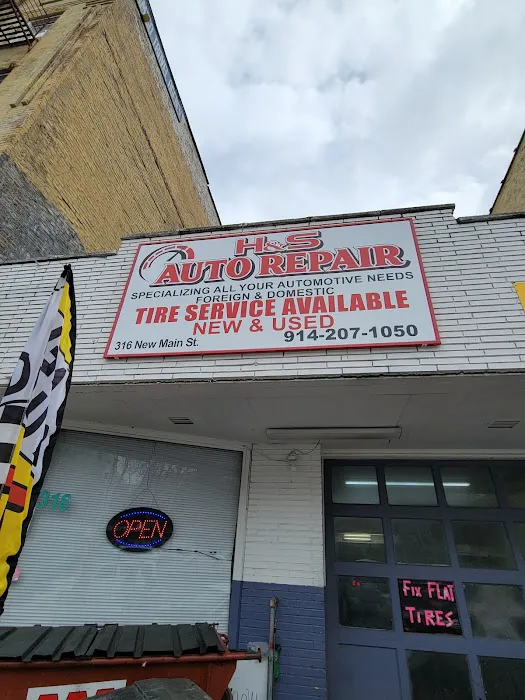 H&S
AUTO REPAIR
SPECIALIZING ALL YOUR AUTOMOTIVE NEEDS
FOREIGN & DOMESTIC
TIRE SERVICE AVAILABLE
NEW & USED
316 New Main St.
914-207-1050
316
OPEN
FIX FLAT
TIRES